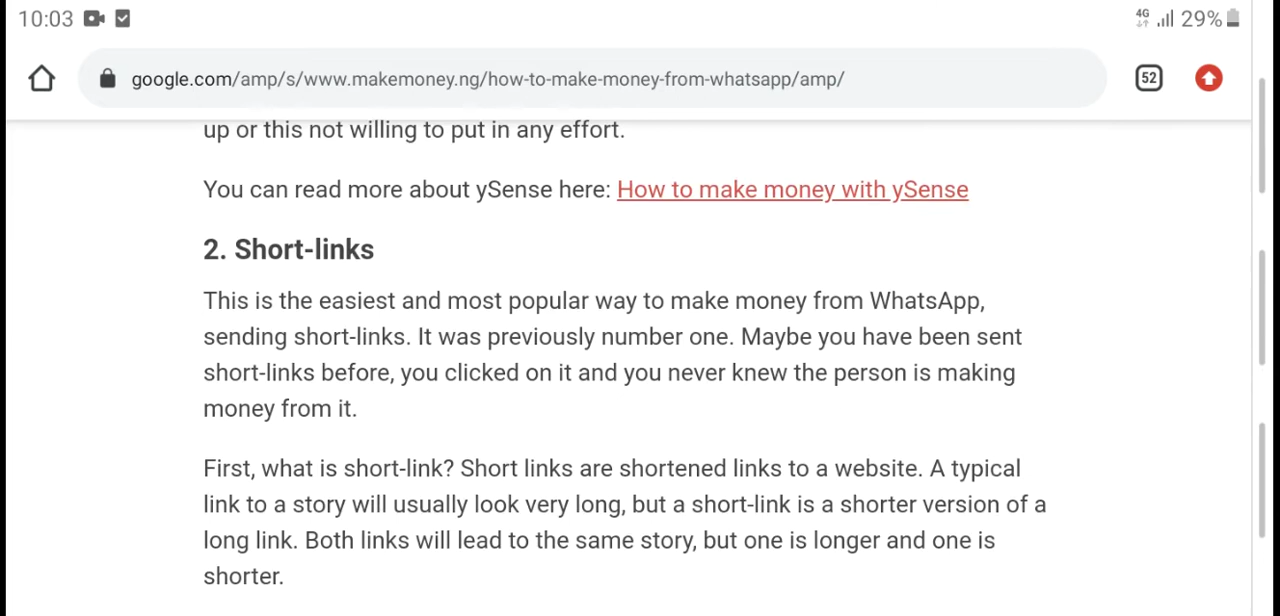 10:03
4G
29%
google.com/amp/s/www.makemoney.ng/how-to-make-money-from-whatsapp/amp/
52
up or this not willing to put in any effort.
You can read more about ySense here: How to make money with ySense
2. Short-links
This is the easiest and most popular way to make money from WhatsApp,
sending short-links. It was previously number one. Maybe you have been sent
short-links before, you clicked on it and you never knew the person is making
money from it.
First, what is short-link? Short links are shortened links to a website. A typical
link to a story will usually look very long, but a short-link is a shorter version of a
long link. Both links will lead to the same story, but one is longer and one is
shorter.